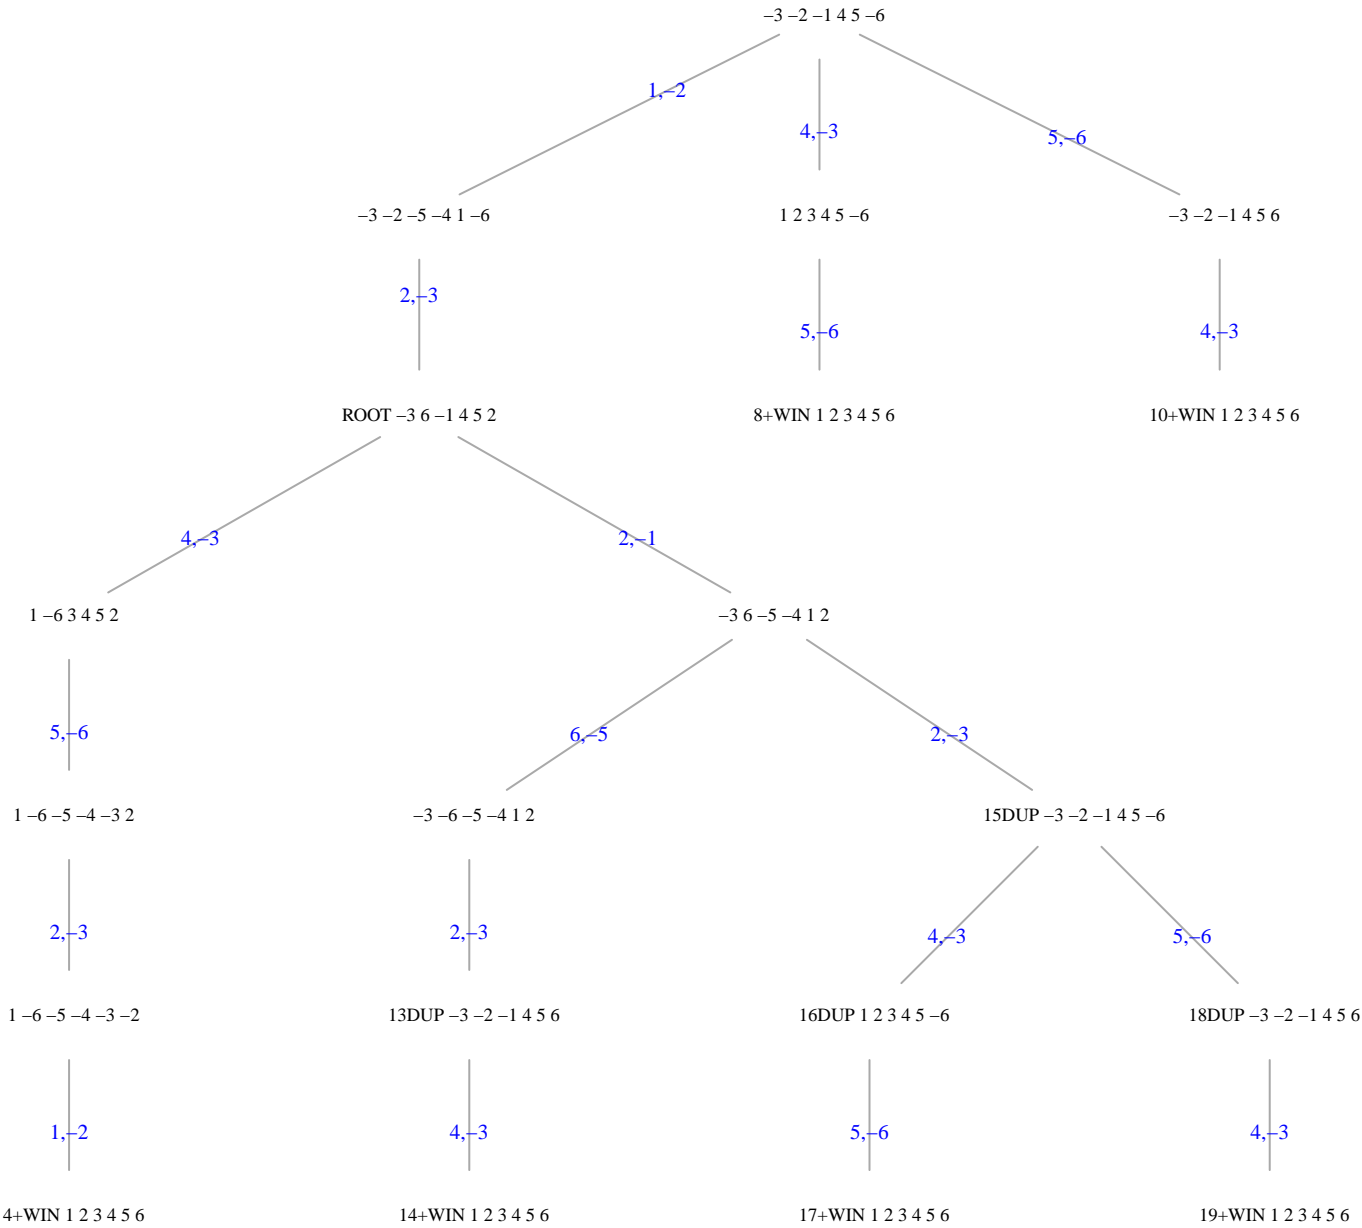 −3 −2 −1 4 5 −6
1,−2
4,−3
5,−6
−3 −2 −5 −4 1 −6
1 2 3 4 5 −6
−3 −2 −1 4 5 6
2,−3
5,−6
4,−3
ROOT −3 6 −1 4 5 2
8+WIN 1 2 3 4 5 6
10+WIN 1 2 3 4 5 6
4,−3
2,−1
1 −6 3 4 5 2
−3 6 −5 −4 1 2
5,−6
6,−5
2,−3
1 −6 −5 −4 −3 2
−3 −6 −5 −4 1 2
15DUP −3 −2 −1 4 5 −6
2,−3
2,−3
4,−3
5,−6
1 −6 −5 −4 −3 −2
13DUP −3 −2 −1 4 5 6
16DUP 1 2 3 4 5 −6
18DUP −3 −2 −1 4 5 6
1,−2
4,−3
5,−6
4,−3
4+WIN 1 2 3 4 5 6
14+WIN 1 2 3 4 5 6
17+WIN 1 2 3 4 5 6
19+WIN 1 2 3 4 5 6